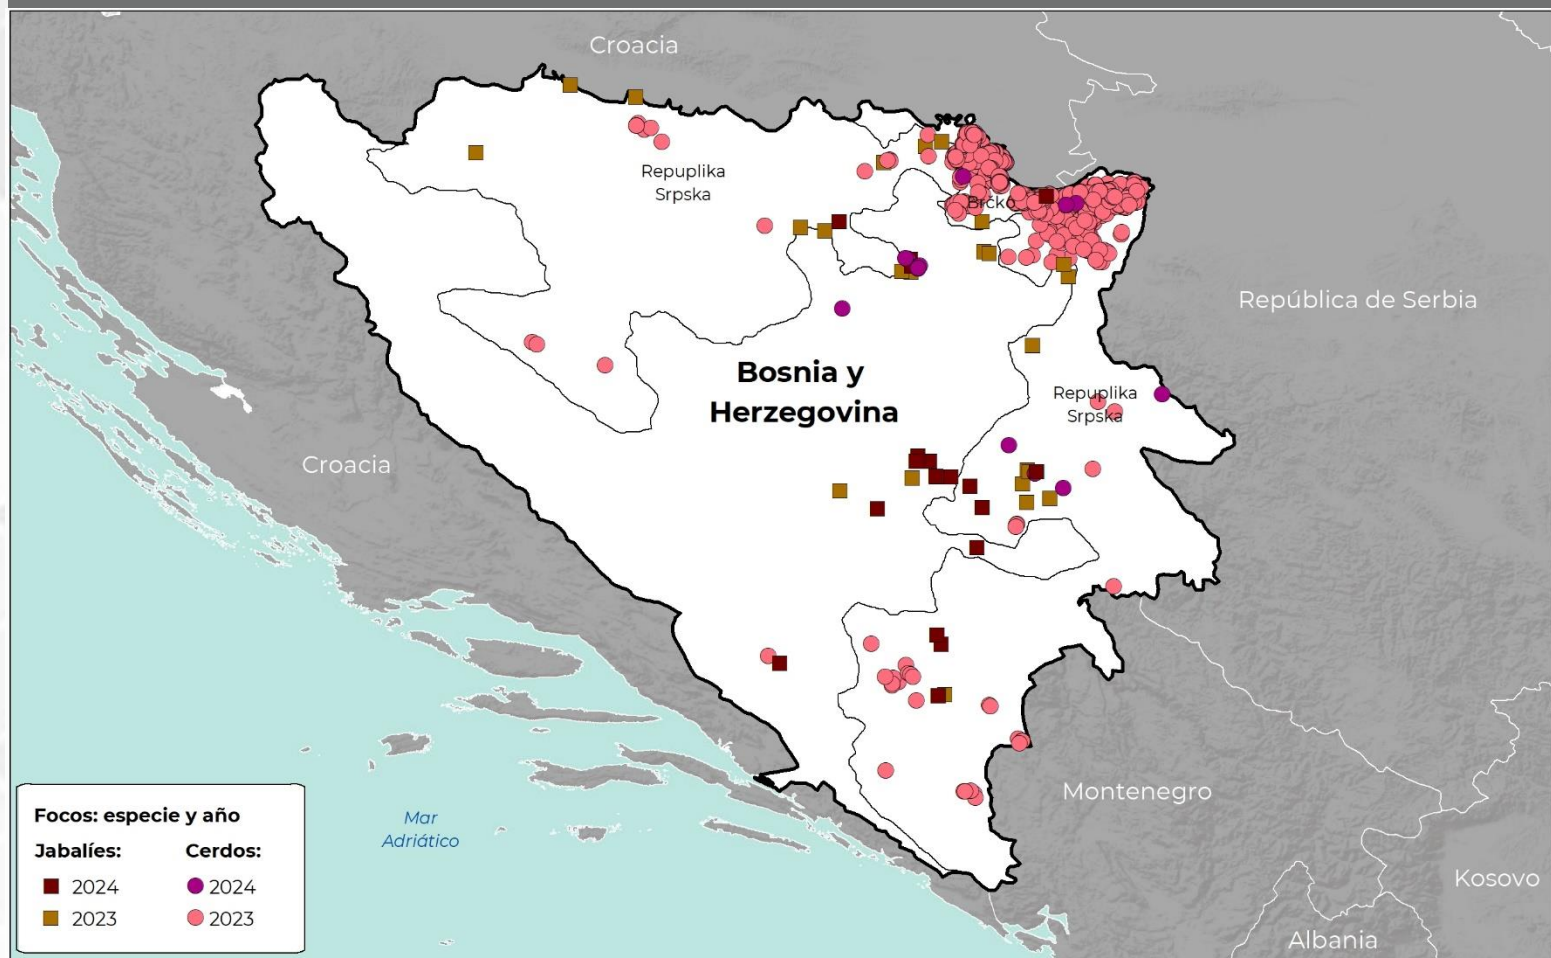 Croacia
Repuplika
Srpska
Brčko
República de Serbia
Bosnia y
Herzegovina
Repuplika
Srpska
Croacia
Montenegro
Mar
Adriático
Kosovo
Albania
Focos: especie y año
Jabalíes: Cerdos:
2024 2024
2023 2023